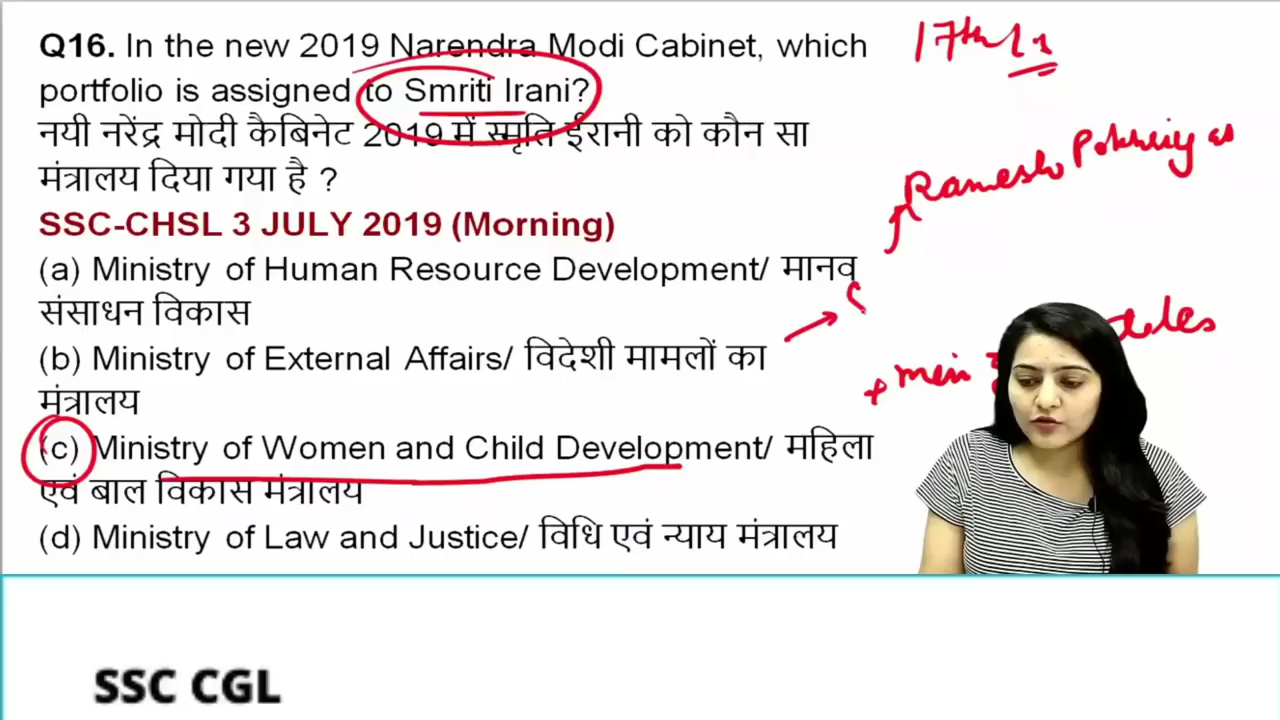 Q16. In the new 2019 Narendra Modi Cabinet, which
portfolio is assigned to Smriti Irani?
नयी नरेंद्र मोदी कैबिनेट 2019 में स्मृति ईरानी को कौन सा
मंत्रालय दिया गया है ?
SSC-CHSL 3 JULY 2019 (Morning)
(a) Ministry of Human Resource Development/ मानव
संसाधन विकास
(b) Ministry of External Affairs/ विदेशी मामलों का
मंत्रालय
(c) Ministry of Women and Child Development/ महिला
एवं बाल विकास मंत्रालय
(d) Ministry of Law and Justice/ विधि एवं न्याय मंत्रालय
17th
Ramesh
SSC CGL